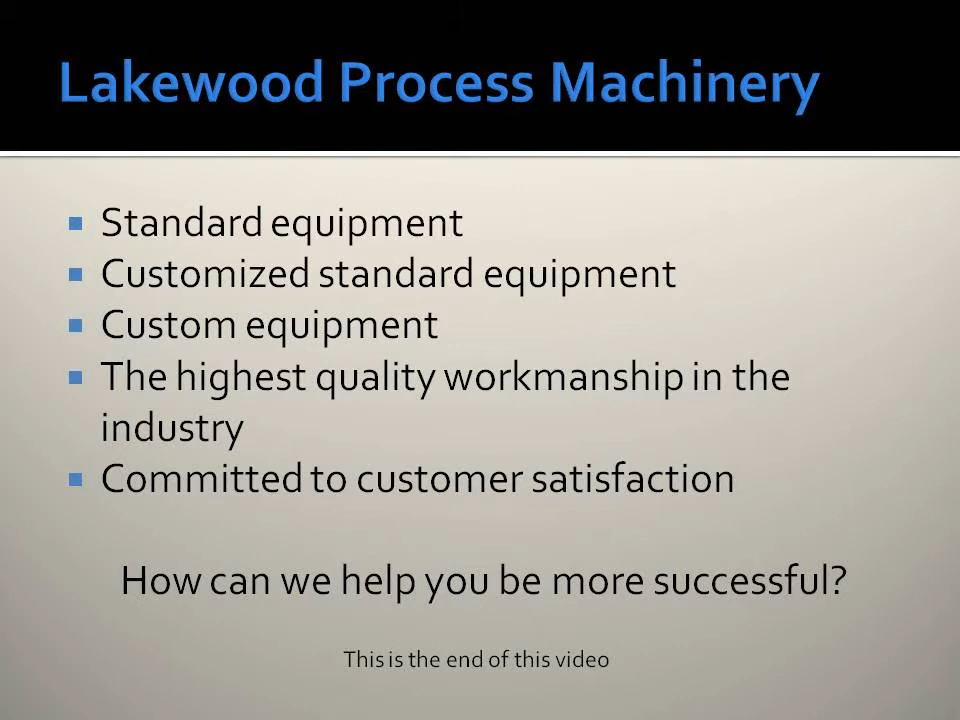 Lakewood Process Machinery
Standard equipment
Customized standard equipment
Custom equipment
The highest quality workmanship in the
industry
Committed to customer satisfaction
How can we help you be more successful?
This is the end of this video